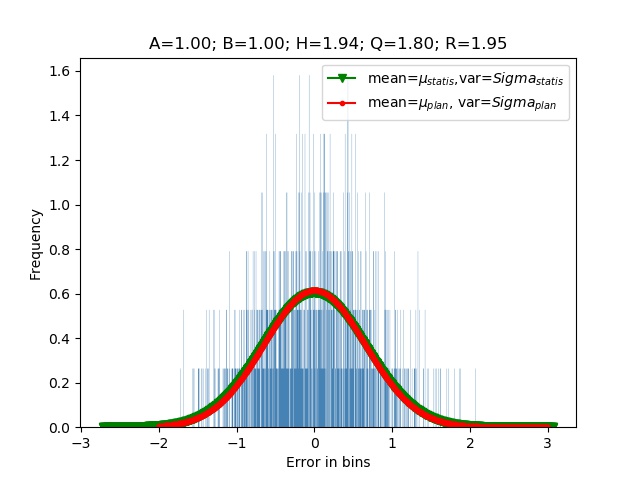 A=1.00; B=1.00; H=1.94; Q=1.80; R=1.95
mean=μstatis,var=Sigmastatis
mean=μplan, var=Sigmaplan
Frequency
1.6
1.4
1.2
1.0
0.8
0.6
0.4
0.2
0.0
−3 −2 −1 0 1 2 3
Error in bins